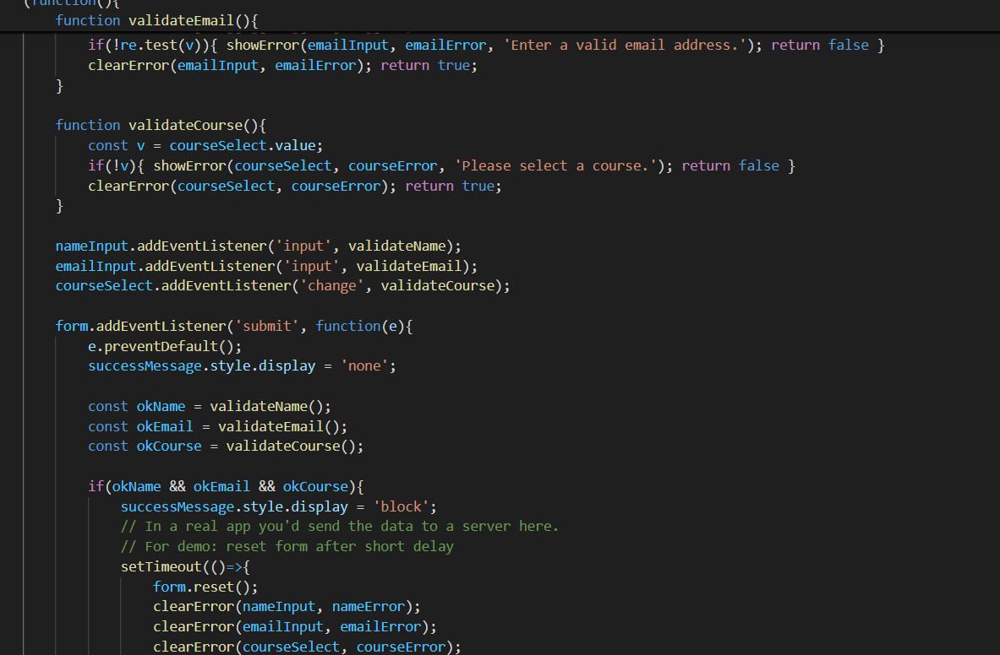 (function(){
function validateEmail(){
if(!re.test(v)){ showError(emailInput, emailError, 'Enter a valid email address.'); return false }
clearError(emailInput, emailError); return true;
}
function validateCourse(){
const v = courseSelect.value;
if(!v){ showError(courseSelect, courseError, 'Please select a course.'); return false }
clearError(courseSelect, courseError); return true;
}
nameInput.addEventListener('input', validateName);
emailInput.addEventListener('input', validateEmail);
courseSelect.addEventListener('change', validateCourse);
form.addEventListener('submit', function(e){
e.preventDefault();
successMessage.style.display = 'none';
const okName = validateName();
const okEmail = validateEmail();
const okCourse = validateCourse();
if(okName && okEmail && okCourse){
successMessage.style.display = 'block';
// In a real app you'd send the data to a server here.
// For demo: reset form after short delay
setTimeout(()=>{
form.reset();
clearError(nameInput, nameError);
clearError(emailInput, emailError);
clearError(courseSelect, courseError);